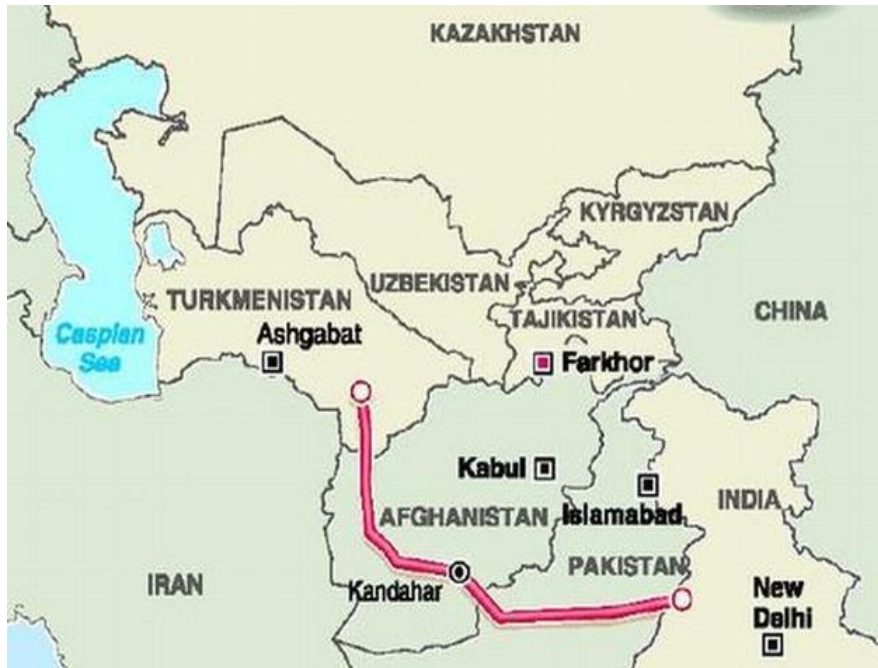 KAZAKHSTAN
KYRGYZSTAN
UZBEKISTAN
TURKMENISTAN
TAJIKISTAN
CHINA
Caspian
Sea
Ashgabat
Farkhor
Kabul
Islamabad
INDIA
AFGHANISTAN
IRAN
Kandahar
PAKISTAN
New
Delhi